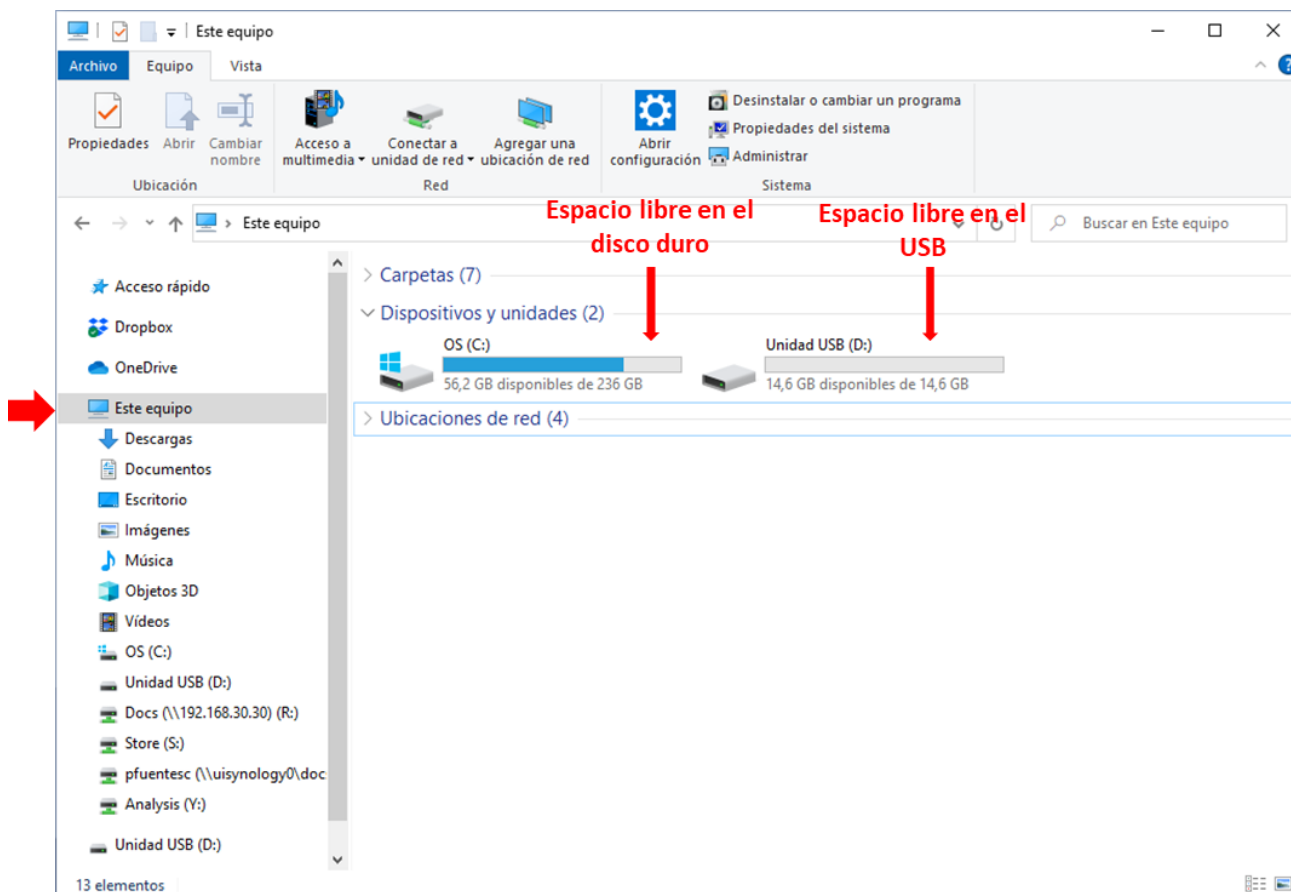 Este equipo
Archivo Equipo Vista
Propiedades Abrir Cambiar nombre
Acceso a multimedia Conectar a unidad de red Agregar una ubicación de red
Abrir configuración
Desinstalar o cambiar un programa
Propiedades del sistema
Administrar
Ubicación Red Sistema
Este equipo
Buscar en Este equipo
Espacio libre en el
disco duro
Espacio libre en el
USB
Acceso rápido
Dropbox
OneDrive
Este equipo
Descargas
Documentos
Escritorio
Imágenes
Música
Objetos 3D
Vídeos
OS (C:)
Unidad USB (D:)
Docs (\\192.168.30.30) (R:)
Store (S:)
pfuentesc (\\uisynology0\doc
Analysis (Y:)
Unidad USB (D:)
Carpetas (7)
Dispositivos y unidades (2)
OS (C:)
56,2 GB disponibles de 236 GB
Unidad USB (D:)
14,6 GB disponibles de 14,6 GB
Ubicaciones de red (4)
13 elementos